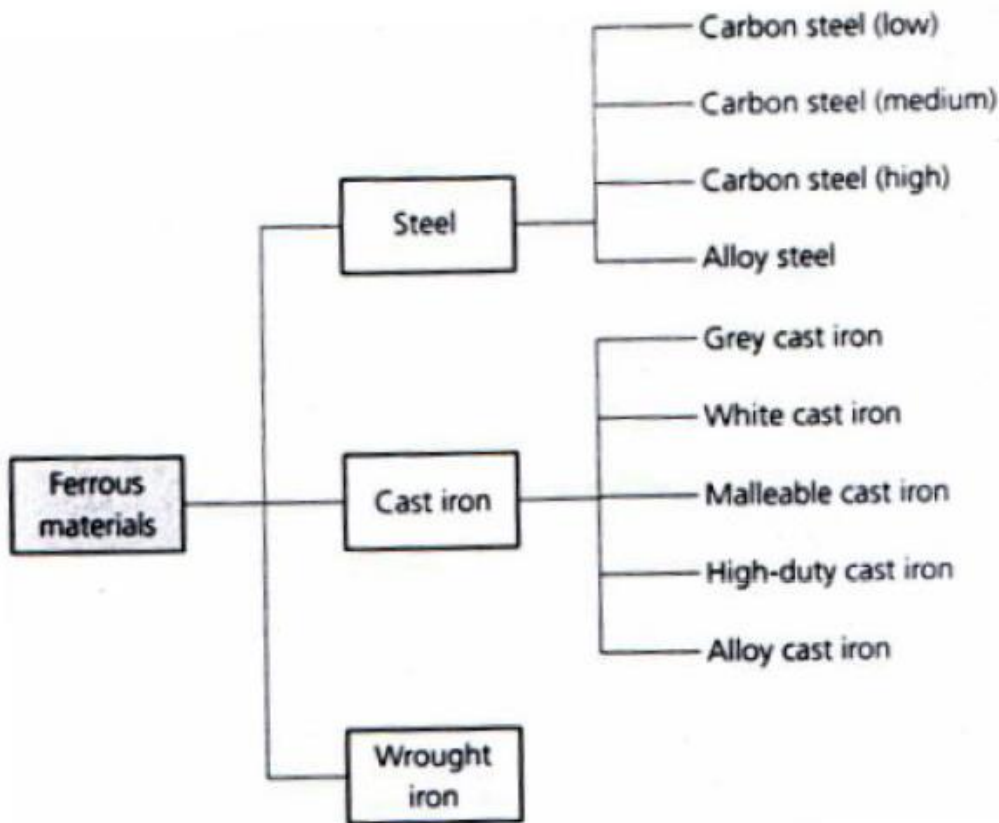 Carbon steel (low)
Carbon steel (medium)
Carbon steel (high)
Alloy steel
Steel
Grey cast iron
White cast iron
Malleable cast iron
High-duty cast iron
Alloy cast iron
Cast iron
Ferrous
materials
Wrought
iron